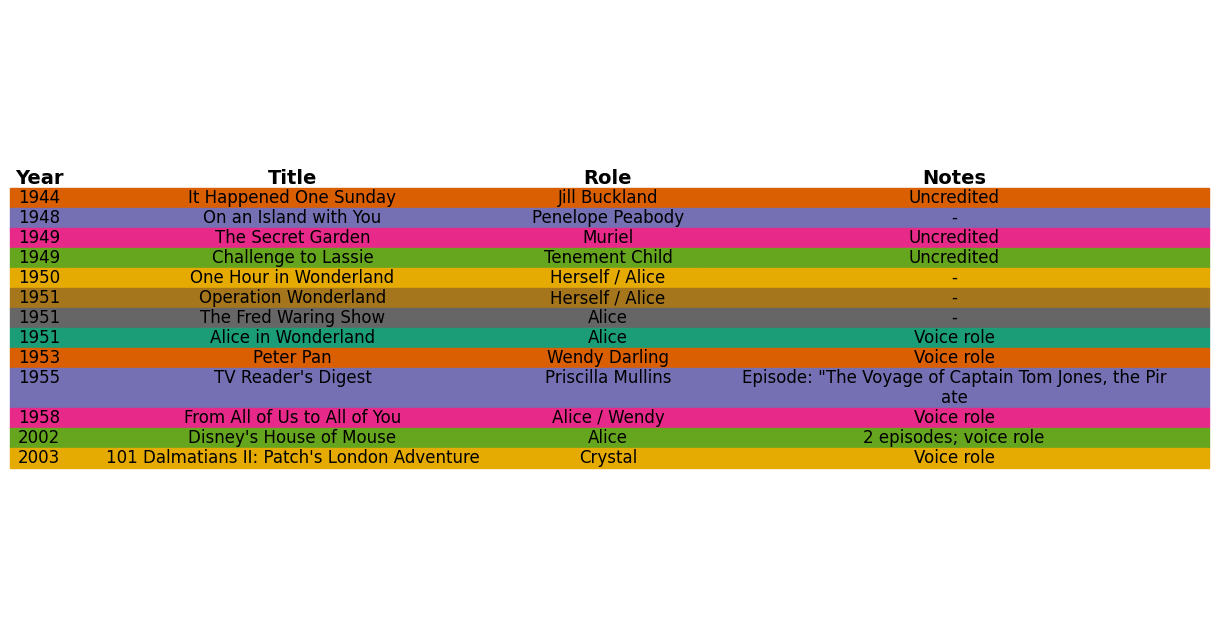 Year Title Role Notes
1944 It Happened One Sunday Jill Buckland Uncredited
1948 On an Island with You Penelope Peabody -
1949 The Secret Garden Muriel Uncredited
1949 Challenge to Lassie Tenement Child Uncredited
1950 One Hour in Wonderland Herself / Alice -
1951 Operation Wonderland Herself / Alice -
1951 The Fred Waring Show Alice -
1951 Alice in Wonderland Alice Voice role
1953 Peter Pan Wendy Darling Voice role
1955 TV Reader's Digest Priscilla Mullins Episode: "The Voyage of Captain Tom Jones, the Pir
ate
1958 From All of Us to All of You Alice / Wendy Voice role
2002 Disney's House of Mouse Alice 2 episodes; voice role
2003 101 Dalmatians II: Patch's London Adventure Crystal Voice role